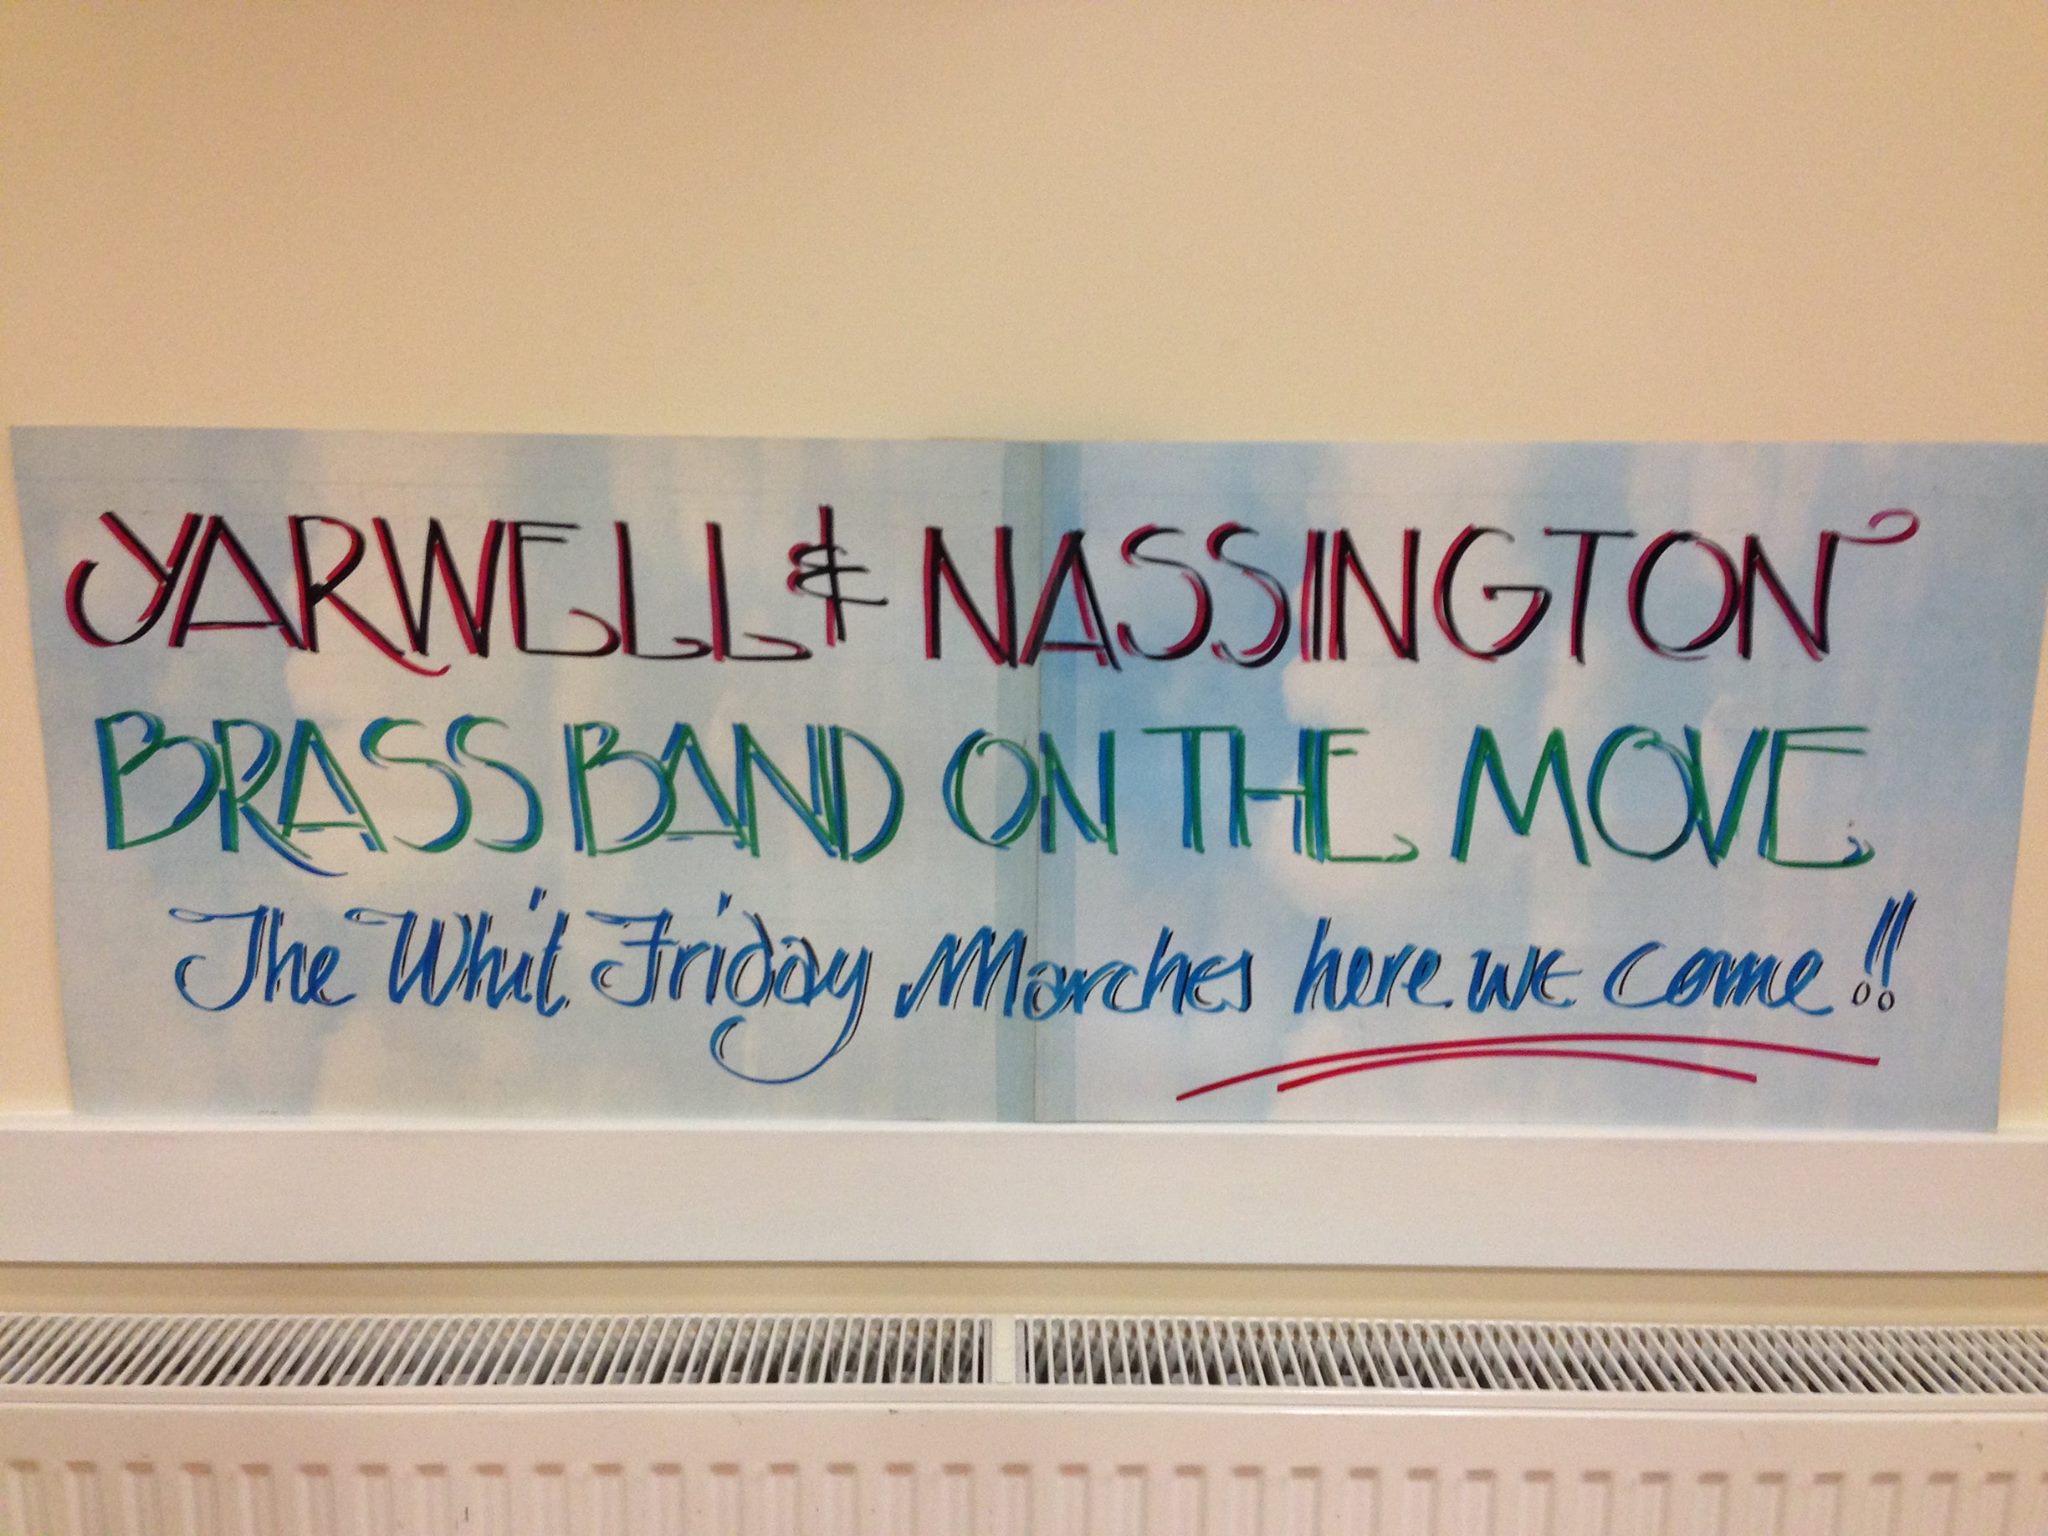 YARWELL & NASSINGTON
BRASS BAND ON THE MOVE
The Whit Friday Marches here we come!!